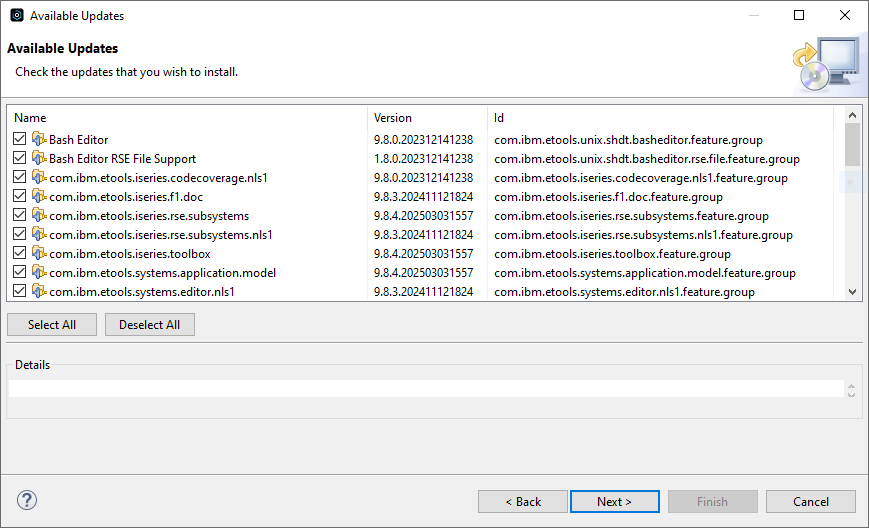 Available Updates
Available Updates
Check the updates that you wish to install.
Name Version Id
Bash Editor 9.8.0.202312141238 com.ibm.etools.unix.shdt.basheditor.feature.group
Bash Editor RSE File Support 1.8.0.202312141238 com.ibm.etools.unix.shdt.basheditor.rse.file.feature.group
com.ibm.etools.iseries.codecoverage.nls1 9.8.0.202312141238 com.ibm.etools.iseries.codecoverage.nls1.feature.group
com.ibm.etools.iseries.f1.doc 9.8.3.202411121824 com.ibm.etools.iseries.f1.doc.feature.group
com.ibm.etools.iseries.rse.subsystems 9.8.4.202503031557 com.ibm.etools.iseries.rse.subsystems.feature.group
com.ibm.etools.iseries.rse.subsystems.nls1 9.8.3.202411121824 com.ibm.etools.iseries.rse.subsystems.nls1.feature.group
com.ibm.etools.iseries.toolbox 9.8.4.202503031557 com.ibm.etools.iseries.toolbox.feature.group
com.ibm.etools.systems.application.model 9.8.4.202503031557 com.ibm.etools.systems.application.model.feature.group
com.ibm.etools.systems.editor.nls1 9.8.3.202411121824 com.ibm.etools.systems.editor.nls1.feature.group
Select All Deselect All
Details
? < Back Next > Finish Cancel